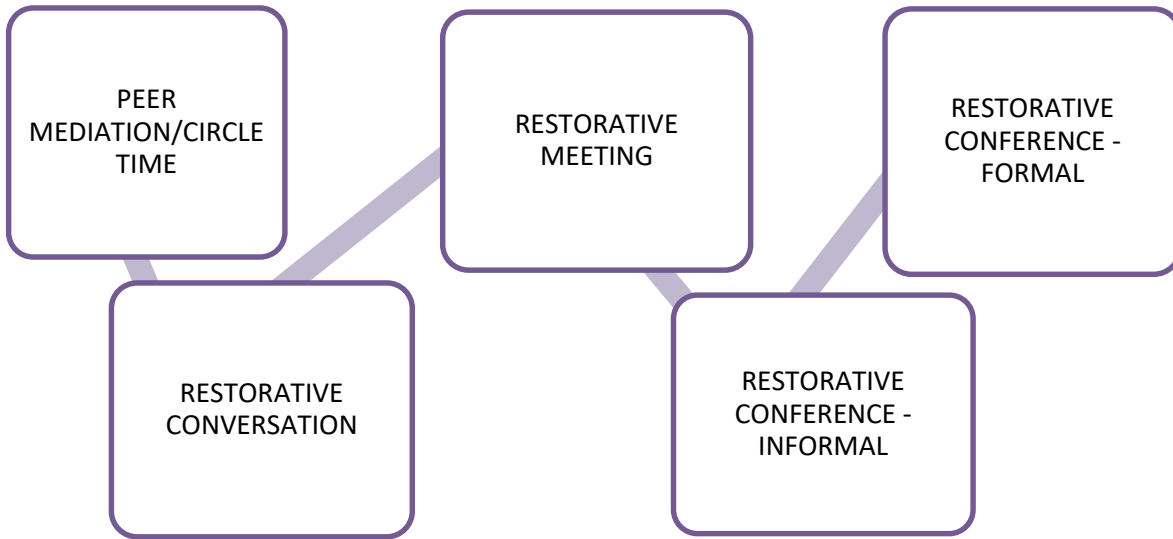 PEER
MEDIATION/CIRCLE
TIME
RESTORATIVE
CONVERSATION
RESTORATIVE
MEETING
RESTORATIVE
CONFERENCE -
INFORMAL
RESTORATIVE
CONFERENCE -
FORMAL